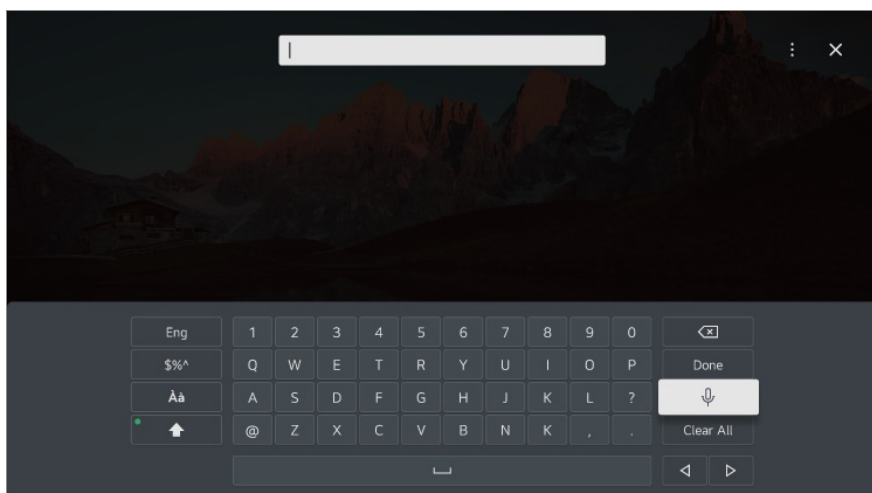 Eng 1 2 3 4 5 6 7 8 9 0
$%^ Q W E T R Y U I O P Done
Àà A S D F G H J K L ?
@ Z X C V B N K , . Clear All